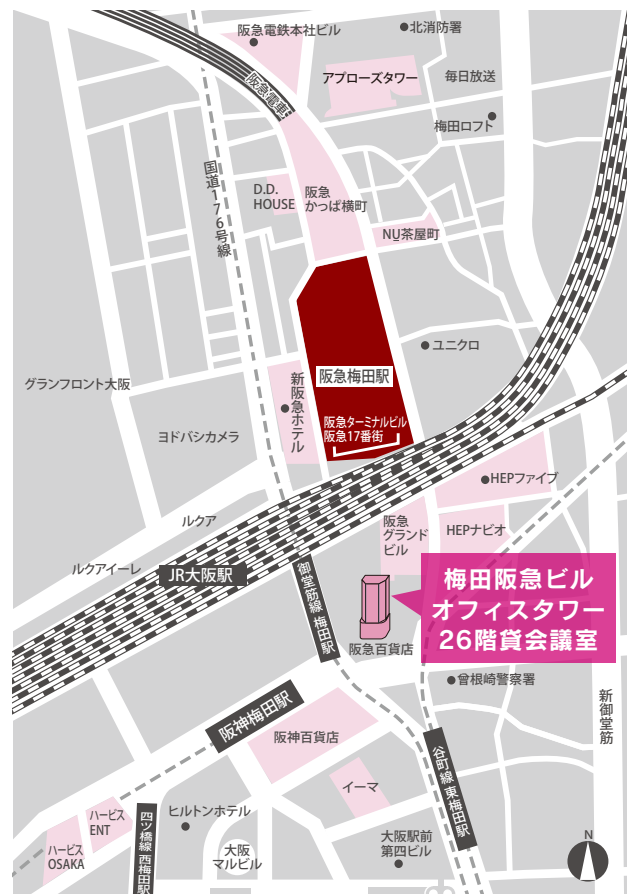 阪急電鉄本社ビル
北消防署
アプローズタワー
毎日放送
阪急電車
梅田ロフト
国道176号線
D.D.
HOUSE
阪急
かっぱ横町
NU茶屋町
ユニクロ
阪急梅田駅
グランフロント大阪
新阪急ホテル
阪急ターミナルビル
阪急17番街
ヨドバシカメラ
HEPファイブ
ルクア
阪急
グランド
ビル
HEPナビオ
ルクアイーレ
JR大阪駅
御堂筋線 梅田駅
梅田阪急ビル
オフィスタワー
26階貸会議室
阪急百貨店
曾根崎警察署
新御堂筋
阪神梅田駅
阪神百貨店
谷町線 東梅田駅
イーマ
ハービス
ENT
ヒルトンホテル
四ツ橋線 西梅田駅
ハービス
OSAKA
大阪
マルビル
大阪駅前
第四ビル
N